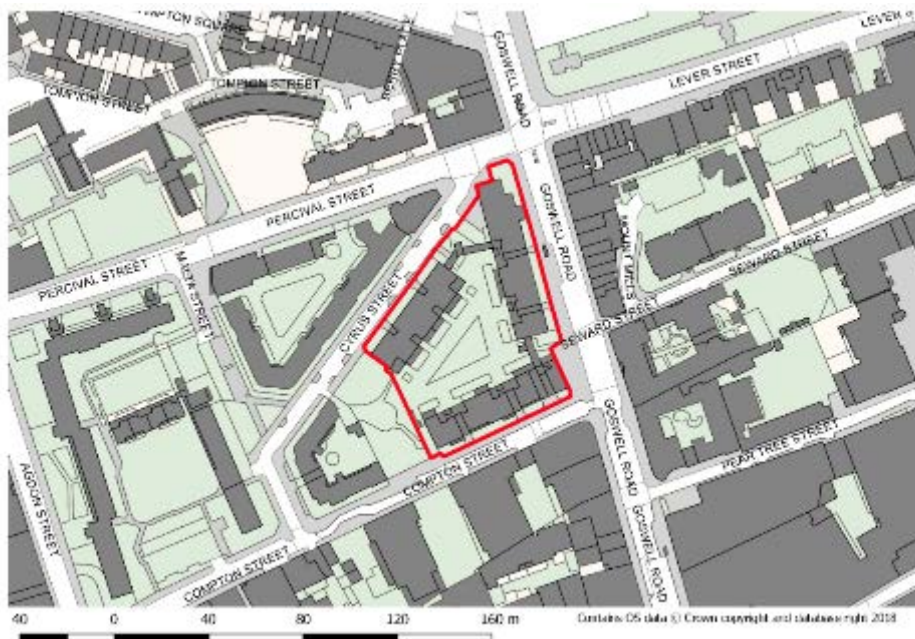 TOMPION STREET
TOMPION STREET
GOSWELL ROAD
LEVER STREET
PERCIVAL STREET
PERCIVAL STREET
GOSWELL ROAD
MOUNT MILLS
SEWARD STREET
SEWARD STREET
CYRUS STREET
AGDON STREET
COMPTON STREET
COMPTON STREET
GOSWELL ROAD
GOSWELL ROAD
PEAR TREE STREET
40 0 40 80 120 160 m
Contains OS data © Crown copyright and database right 2018